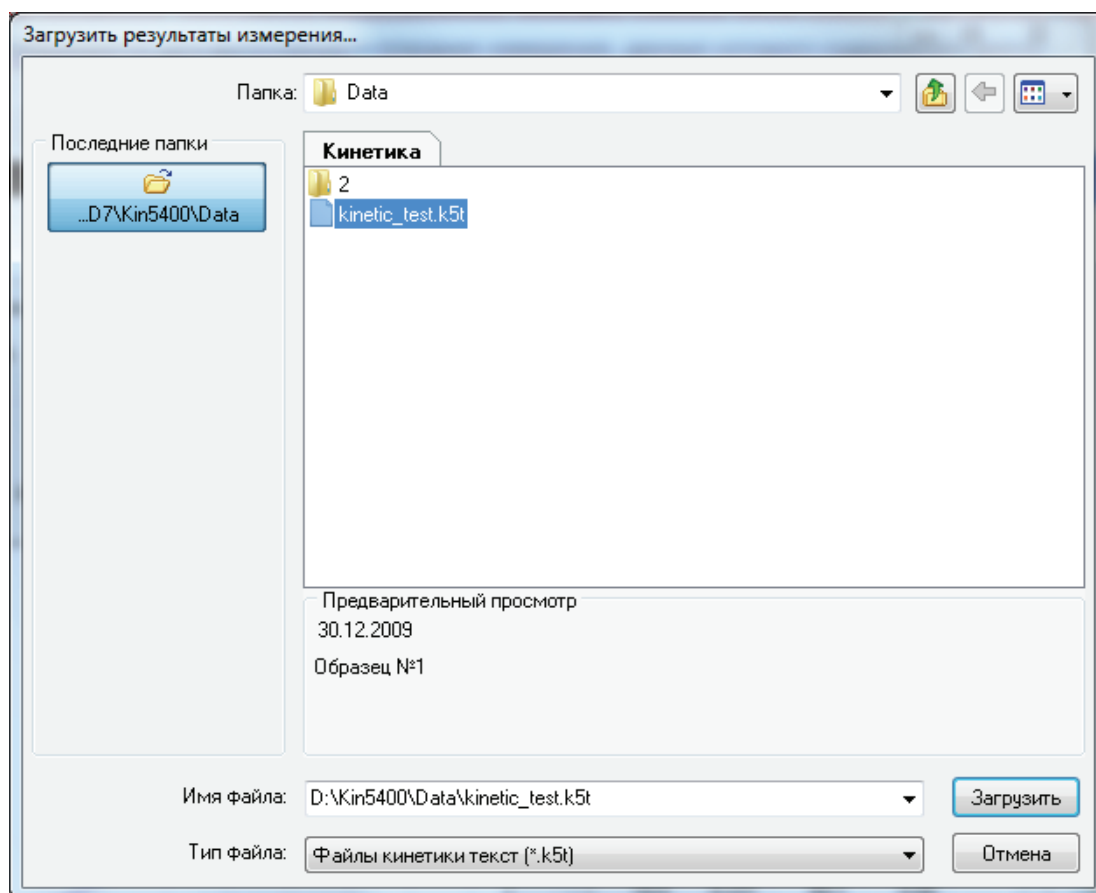 Загрузить результаты измерения...
Папка: Data
Последние папки
...D7\Kin5400\Data
Кинетика
2
kinetic_test.k5t
Предварительный просмотр
30.12.2009
Образец №1
Имя файла: D:\Kin5400\Data\kinetic_test.k5t
Загрузить
Тип файла: Файлы кинетики текст (*.k5t)
Отмена